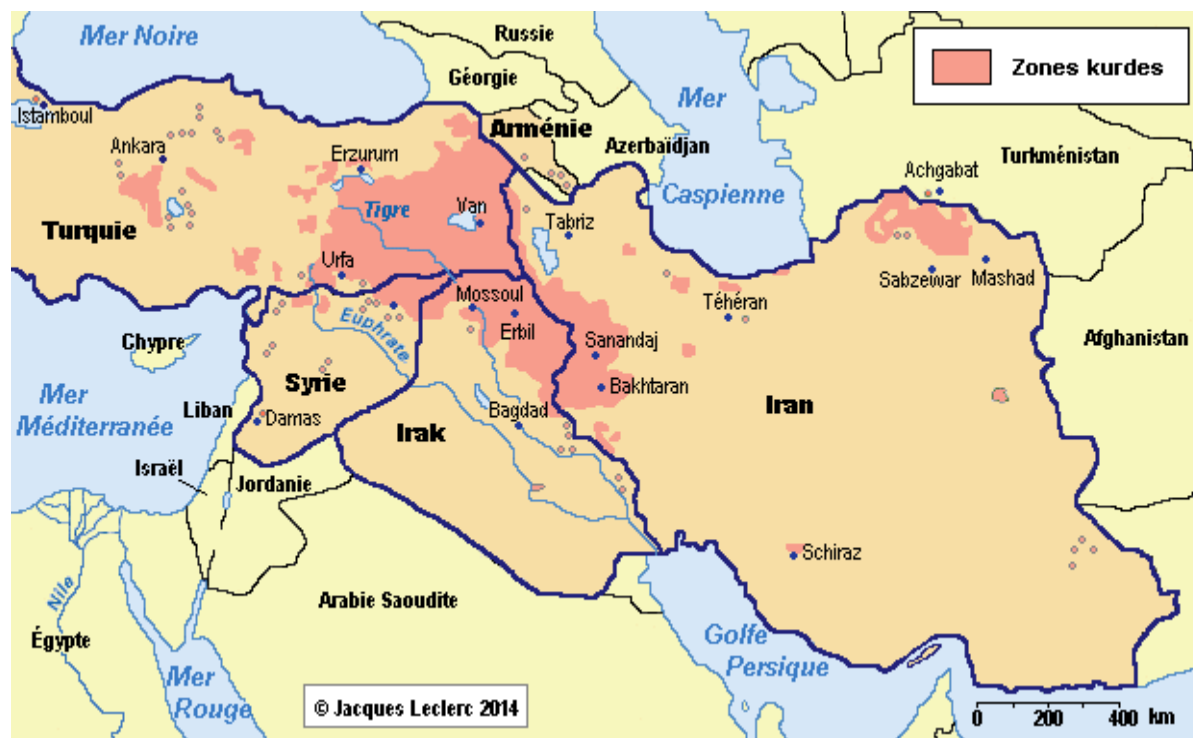 Mer Noire
Russie
Zones kurdes
Géorgie
Mer
Caspienne
Istamboul
Arménie
Ankara
Erzurum
Azerbaïdjan
Turkménistan
Achgabat
Turquie
Tigre
Van
Tabriz
Urfa
Sabzewar
Mashad
Mossoul
Téhéran
Erbil
Euphrate
Chypre
Sanandaj
Afghanistan
Syrie
Bakhtaran
Mer
Méditerranée
Liban
Damas
Bagdad
Iran
Irak
Israël
Jordanie
Schiraz
Nile
Arabie Saoudite
Égypte
Golfe
Persique
Mer
Rouge
© Jacques Leclerc 2014
0 200 400 km